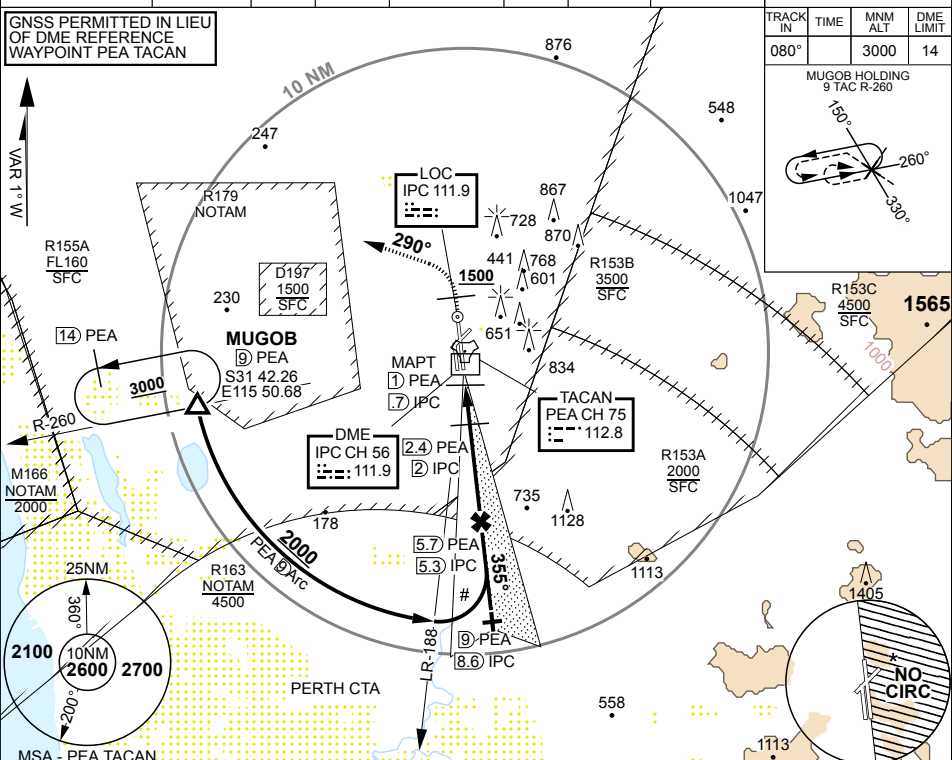 GNSS PERMITTED IN LIEU
OF DME REFERENCE
WAYPOINT PEA TACAN
TRACK IN
TIME
MNM ALT
DME LIMIT
080°
3000
14
MUGOB HOLDING
9 TAC R-260
150°
260°
330°
VAR 1° W
10 NM
876
548
247
1047
LOC
IPC 111.9
R179
NOTAM
867
728
870
290°
441
768
601
1500
R155A
FL160
SFC
D197
1500
SFC
R153B
3500
SFC
R153C
4500
SFC
1565
230
651
1000
14 PEA
MUGOB
9 PEA
S31 42.26
E115 50.68
834
MAPT
1 PEA
.7 IPC
3000
R-260
TACAN
PEA CH 75
112.8
DME
IPC CH 56
111.9
2.4 PEA
2 IPC
R153A
2000
SFC
M166
NOTAM
2000
735
1128
178
2000
PEA 9 Arc
5.7 PEA
5.3 IPC
355°
1113
R163
NOTAM
4500
#
1405
25NM
360°
2100
10NM
2600
2700
200°
MSA - PEA TACAN
LR-188
9 PEA
8.6 IPC
PERTH CTA
558
*
NO
CIRC
1113